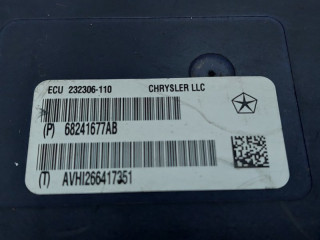 ECU 232306-110 CHRYSLER LLC
(P) 68241677AB
(T) AVHI266417351